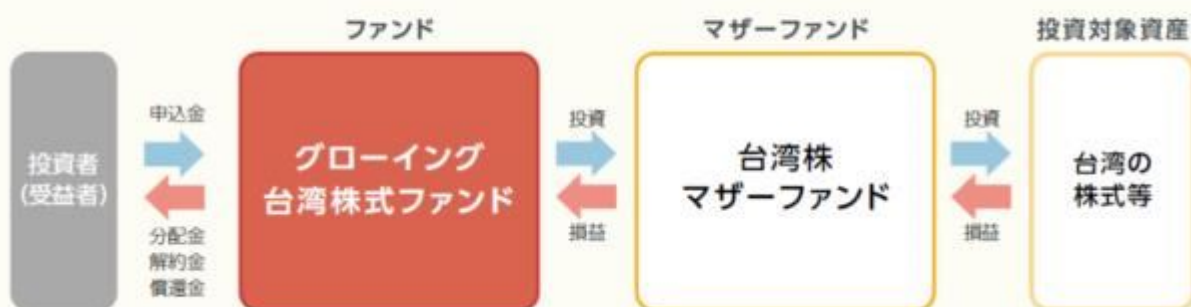 ファンド
マザーファンド
投資対象資産
投資者
(受益者)
申込金
分配金
解約金
償還金
グローイング
台湾株式ファンド
投資
損益
台湾株
マザーファンド
投資
損益
台湾の
株式等